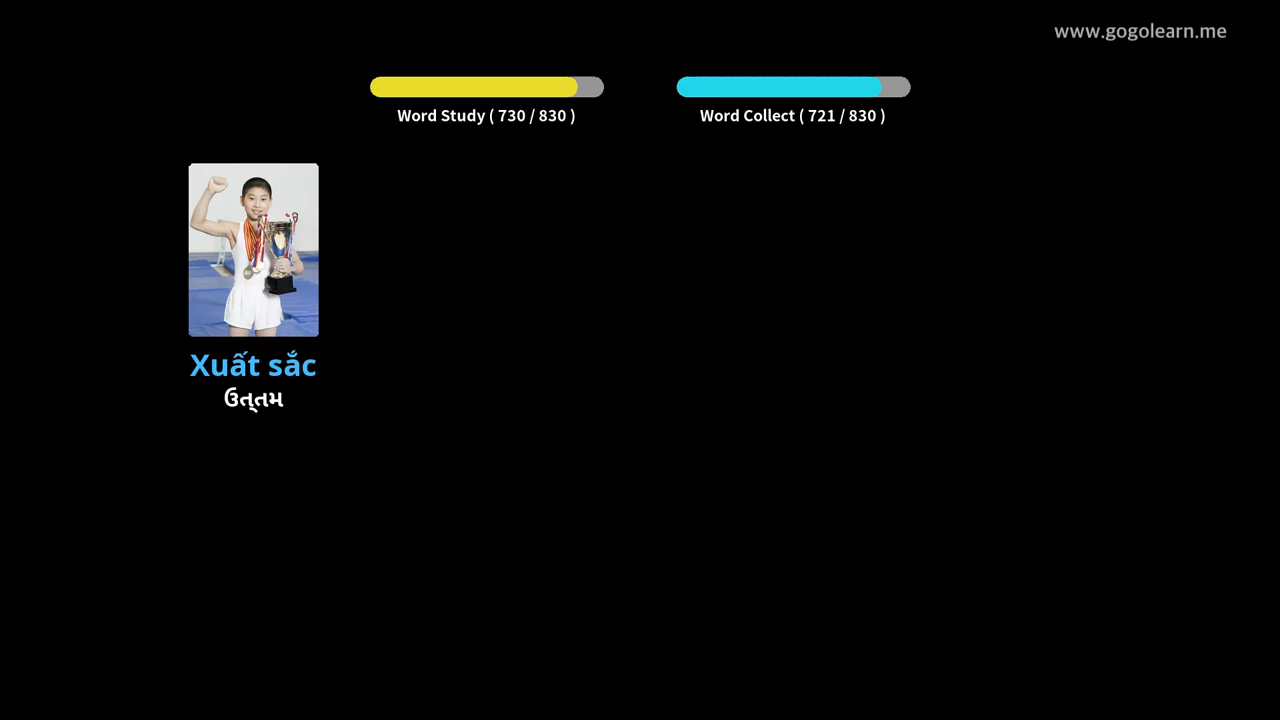 www.gogolearn.me
Word Study ( 730 / 830 )
Word Collect ( 721 / 830 )
Xuất sắc
ઉત્‌તમ